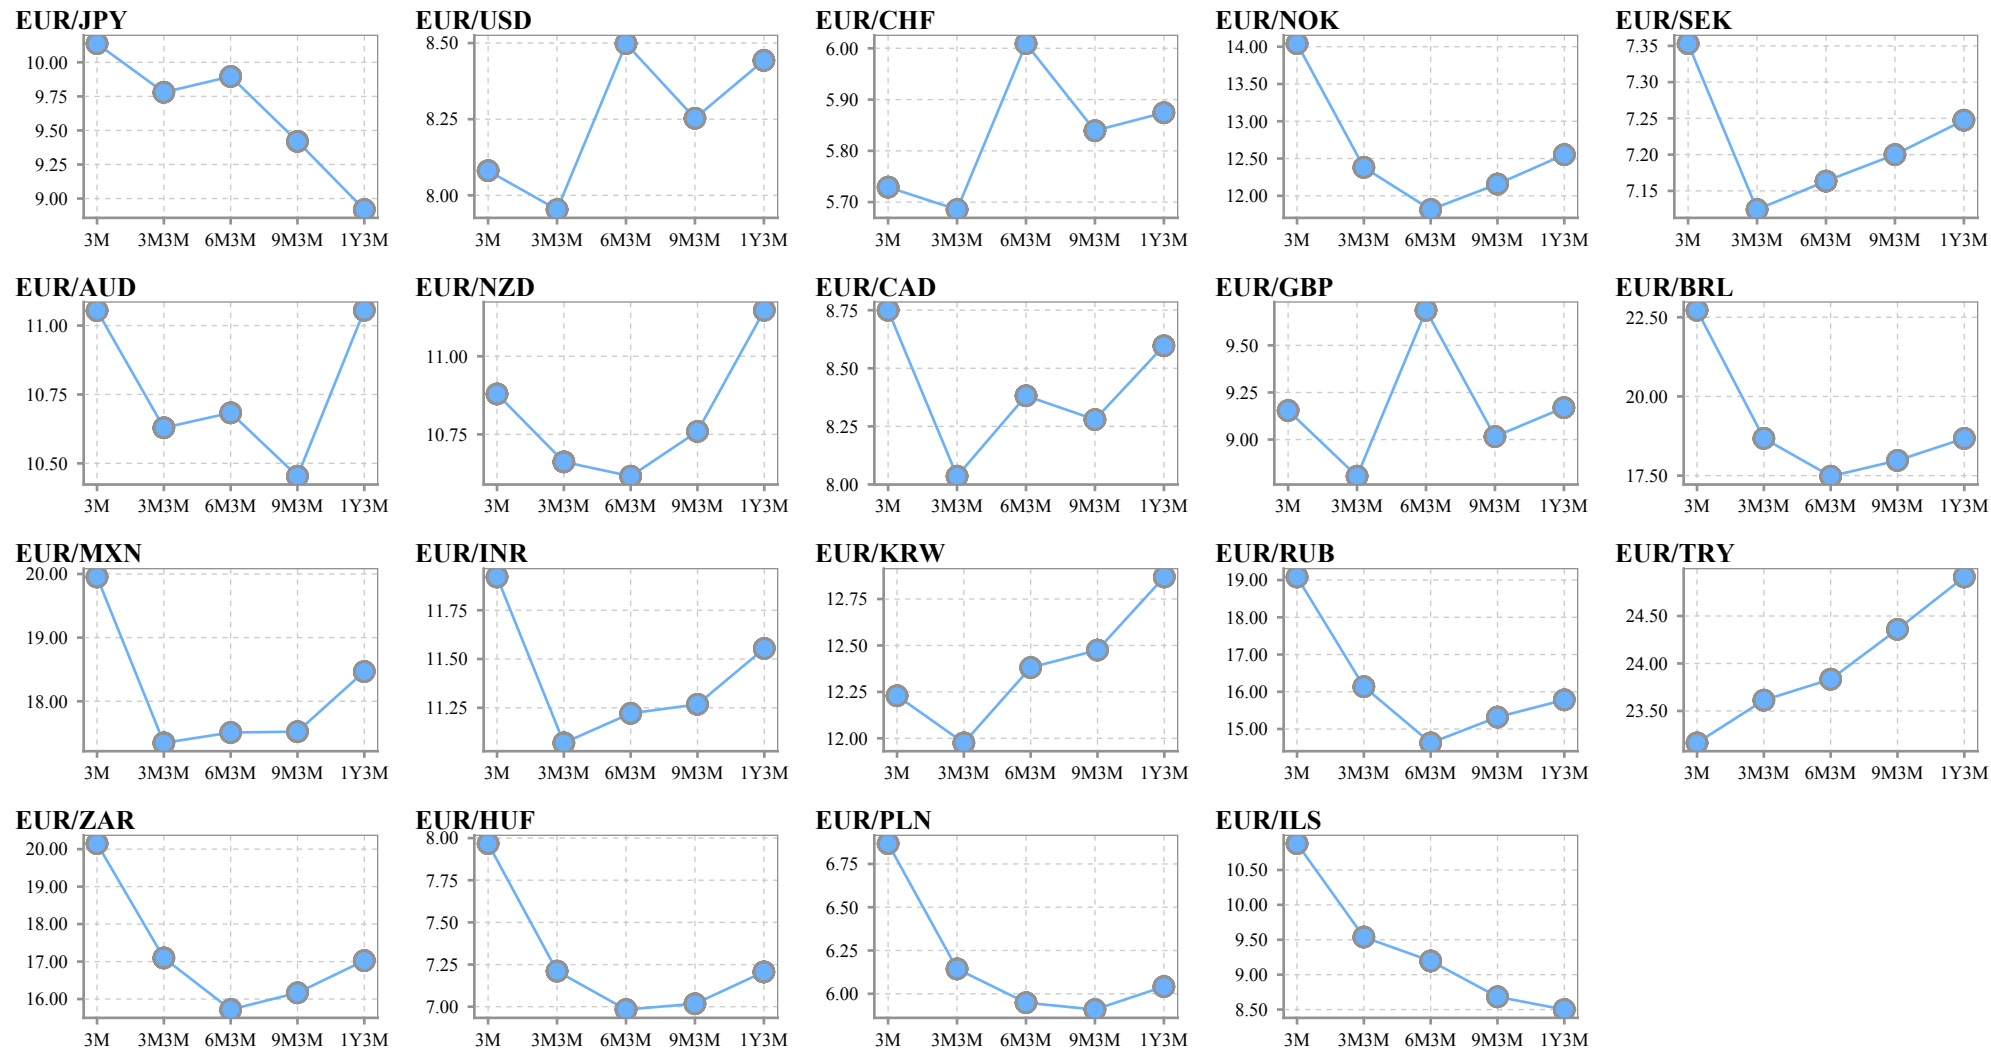 EUR/JPY
10.00
9.75
9.50
9.25
9.00
3M 3M3M 6M3M 9M3M 1Y3M
EUR/USD
8.50
8.25
8.00
3M 3M3M 6M3M 9M3M 1Y3M
EUR/CHF
6.00
5.90
5.80
5.70
3M 3M3M 6M3M 9M3M 1Y3M
EUR/NOK
14.00
13.50
13.00
12.50
12.00
3M 3M3M 6M3M 9M3M 1Y3M
EUR/SEK
7.35
7.30
7.25
7.20
7.15
3M 3M3M 6M3M 9M3M 1Y3M
EUR/AUD
11.00
10.75
10.50
3M 3M3M 6M3M 9M3M 1Y3M
EUR/NZD
11.00
10.75
3M 3M3M 6M3M 9M3M 1Y3M
EUR/CAD
8.75
8.50
8.25
8.00
3M 3M3M 6M3M 9M3M 1Y3M
EUR/GBP
9.50
9.25
9.00
3M 3M3M 6M3M 9M3M 1Y3M
EUR/BRL
22.50
20.00
17.50
3M 3M3M 6M3M 9M3M 1Y3M
EUR/MXN
20.00
19.00
18.00
3M 3M3M 6M3M 9M3M 1Y3M
EUR/INR
11.75
11.50
11.25
3M 3M3M 6M3M 9M3M 1Y3M
EUR/KRW
12.75
12.50
12.25
12.00
3M 3M3M 6M3M 9M3M 1Y3M
EUR/RUB
19.00
18.00
17.00
16.00
15.00
3M 3M3M 6M3M 9M3M 1Y3M
EUR/TRY
24.50
24.00
23.50
3M 3M3M 6M3M 9M3M 1Y3M
EUR/ZAR
20.00
19.00
18.00
17.00
16.00
3M 3M3M 6M3M 9M3M 1Y3M
EUR/HUF
8.00
7.75
7.50
7.25
7.00
3M 3M3M 6M3M 9M3M 1Y3M
EUR/PLN
6.75
6.50
6.25
6.00
3M 3M3M 6M3M 9M3M 1Y3M
EUR/ILS
10.50
10.00
9.50
9.00
8.50
3M 3M3M 6M3M 9M3M 1Y3M